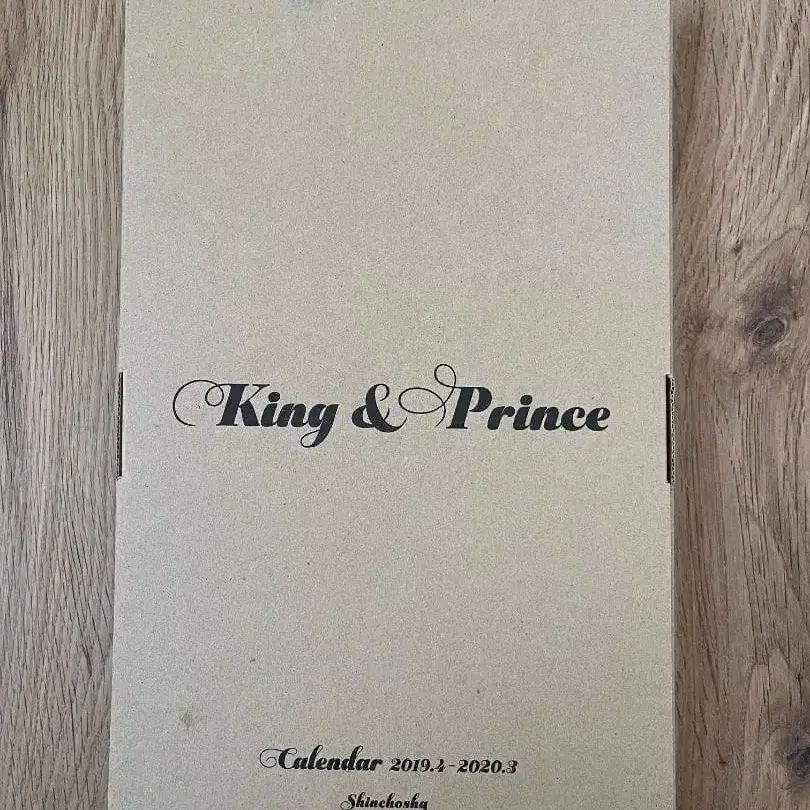 King & Prince
Calendar 2019.4-2020.3
Shinchosha